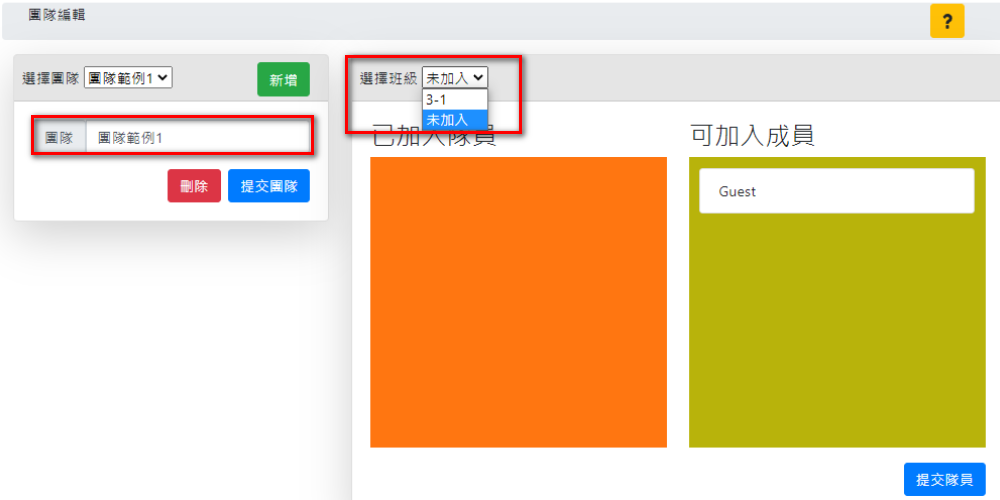 團隊編輯
?
選擇團隊 團隊範例1
新增
團隊 團隊範例1
刪除 提交團隊
選擇班級 未加入
3-1
未加入
已加入隊員
可加入成員
Guest
提交隊員